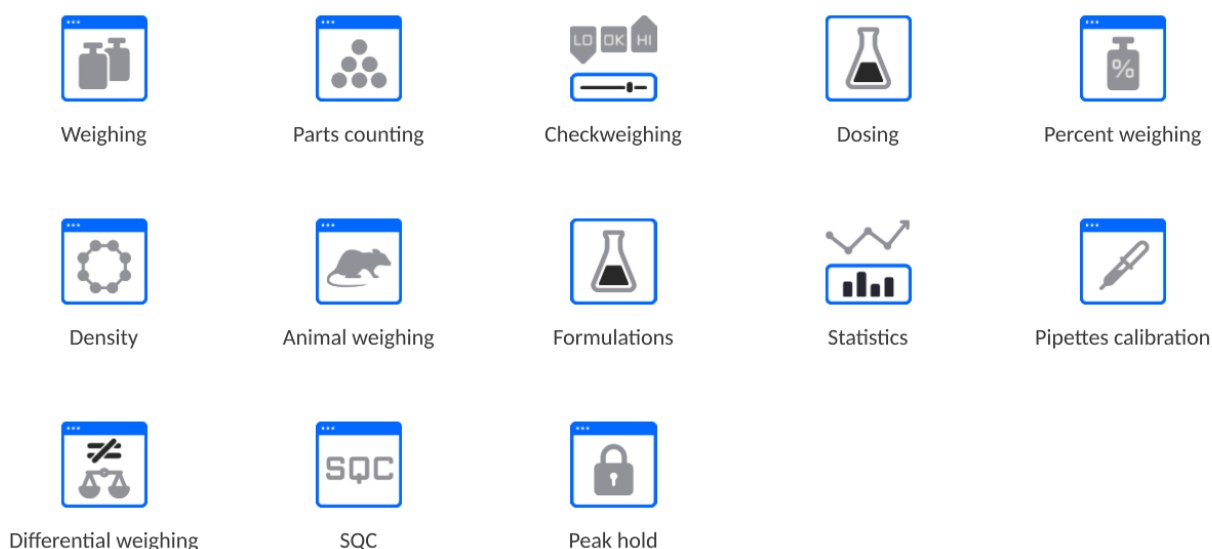 LO OK HI
%
Weighing
Parts counting
Checkweighing
Dosing
Percent weighing
Density
Animal weighing
Formulations
Statistics
Pipettes calibration
SQC
Differential weighing
SQC
Peak hold